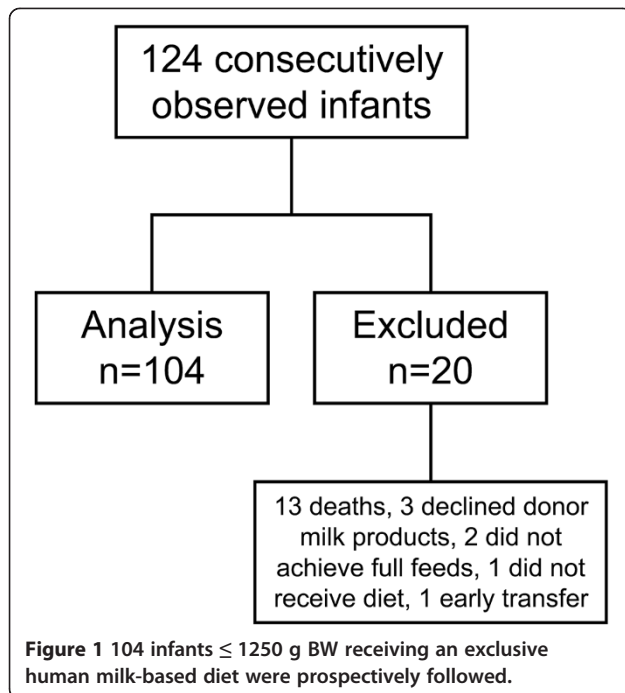 124 consecutively
observed infants
Analysis
n=104
Excluded
n=20
13 deaths, 3 declined donor
milk products, 2 did not
achieve full feeds, 1 did not
receive diet, 1 early transfer
Figure 1 104 infants ≤ 1250 g BW receiving an exclusive
human milk-based diet were prospectively followed.